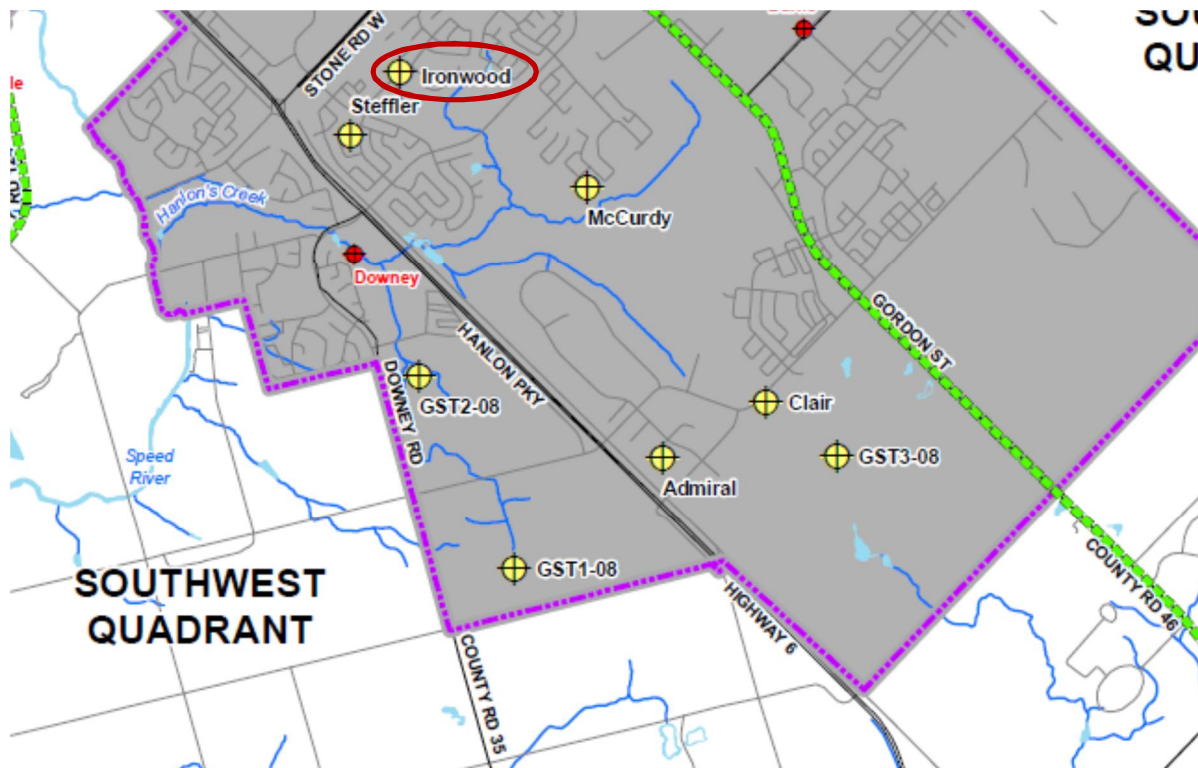 SOU
QU
STONE RD W
Ironwood
Steffler
le
Hanlon's Creek
McCurdy
Downey
GORDON ST
HANLON PKY
DOWNEY RD
GST2-08
Clair
Speed
River
GST3-08
Admiral
COUNTY RD 46
GST1-08
SOUTHWEST
QUADRANT
HIGHWAY 6
COUNTY RD 35